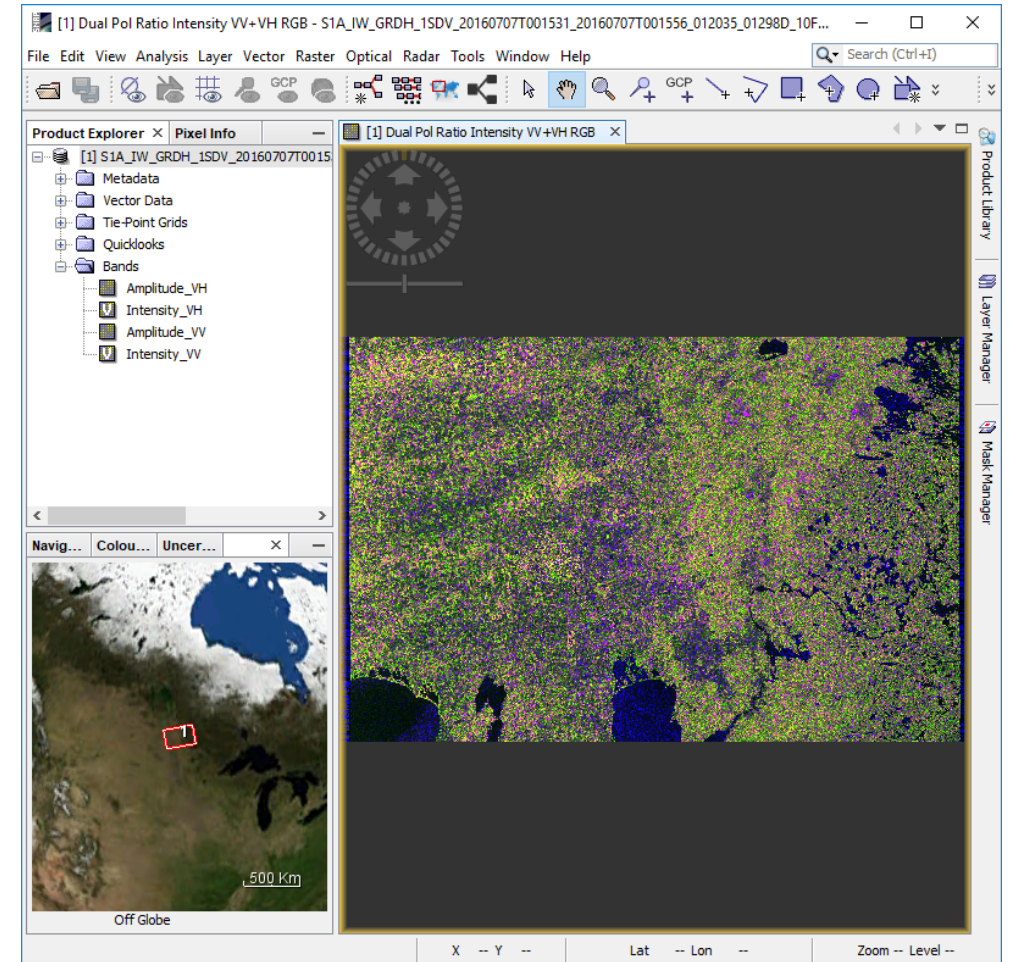 [1] Dual Pol Ratio Intensity VV+VH RGB - S1A_IW_GRDH_1SDV_20160707T001531_20160707T001556_012035_01298D_10F...
File Edit View Analysis Layer Vector Raster Optical Radar Tools Window Help
Search (Ctrl+I)
GCP
GCP
Product Explorer
Pixel Info
[1] Dual Pol Ratio Intensity VV+VH RGB
[1] S1A_IW_GRDH_1SDV_20160707T0015
Metadata
Vector Data
Tie-Point Grids
Quicklooks
Bands
Amplitude_VH
Intensity_VH
Amplitude_VV
Intensity_VV
Product Library
Layer Manager
Mask Manager
Navig... Colou... Uncer...
1
500 Km
Off Globe
X -- Y -- Lat -- Lon -- Zoom -- Level --